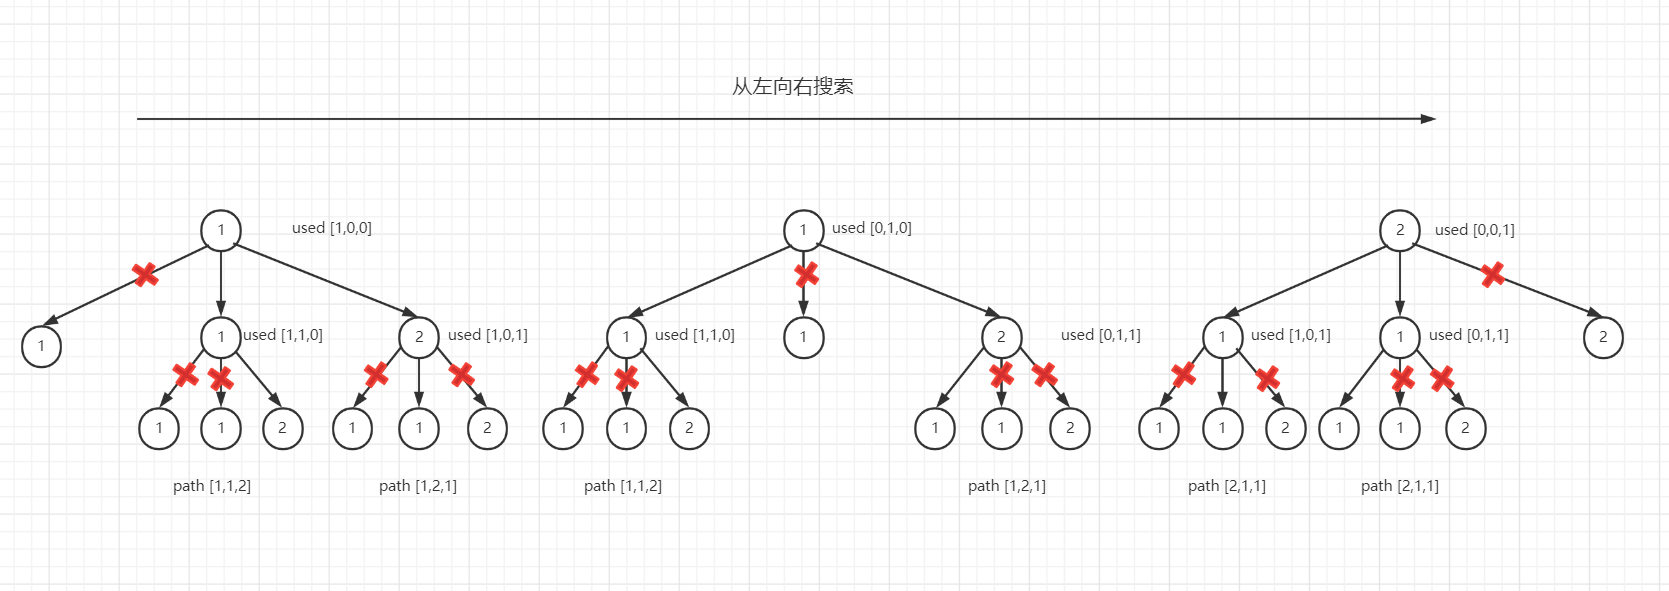 从左向右搜索
1 used [1,0,0]
1 used [0,1,0]
2 used [0,0,1]
1
1 used [1,1,0]
2 used [1,0,1]
1 used [1,1,0]
1
2 used [0,1,1]
1 used [1,0,1]
1 used [0,1,1]
2
1 1 2
1 1 2
1 1 2
1 1 2
1 1 2
1 1 2
path [1,1,2]
path [1,2,1]
path [1,1,2]
path [1,2,1]
path [2,1,1]
path [2,1,1]